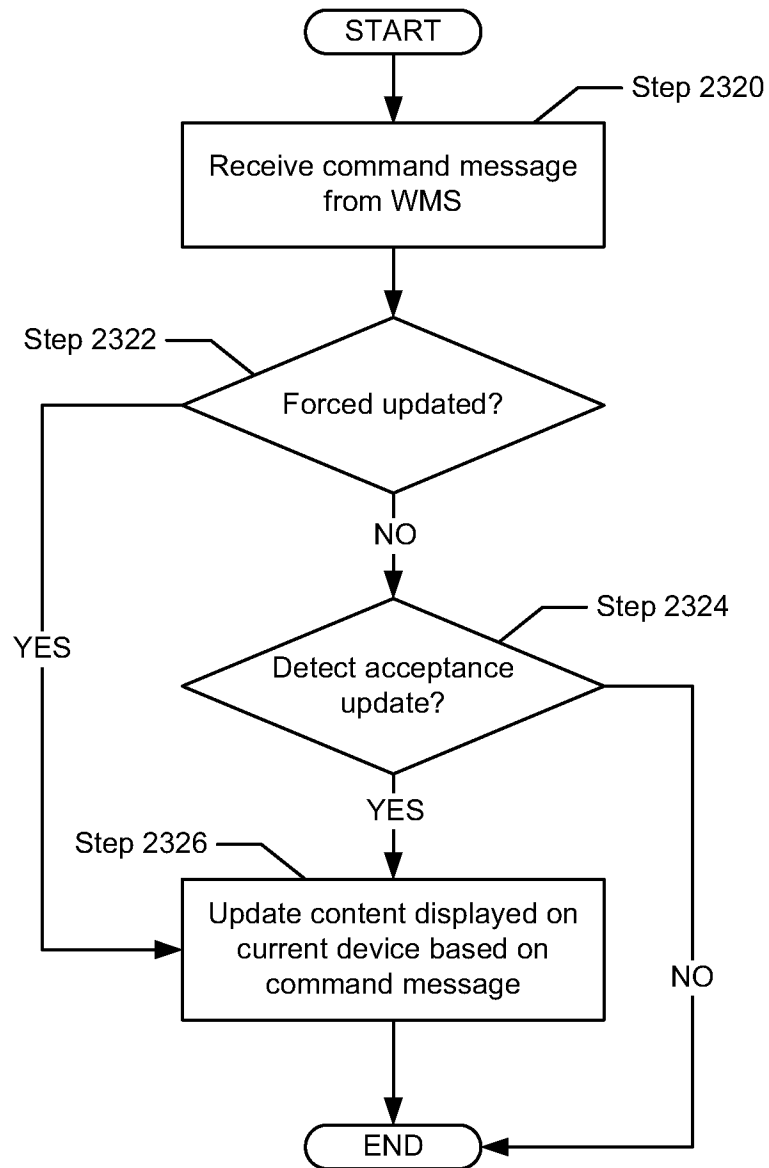 START
Step 2320
Receive command message
from WMS
Step 2322
Forced updated?
NO
Step 2324
YES
Detect acceptance
update?
YES
Step 2326
Update content displayed on
current device based on
command message
NO
END